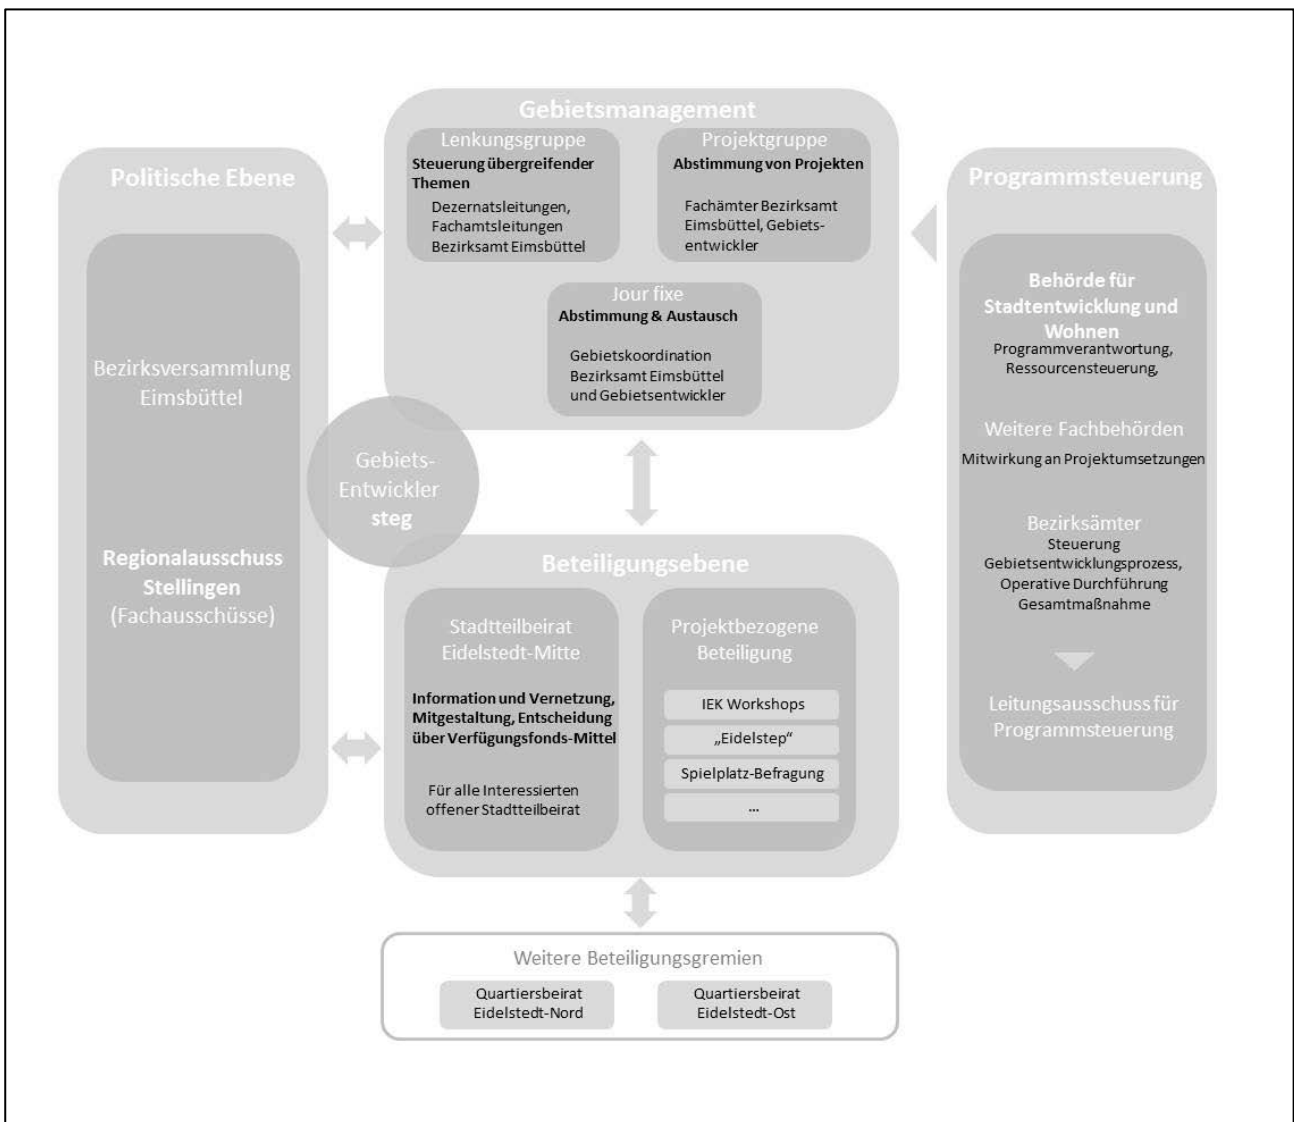 Gebietsmanagement
Lenkungsgruppe
Steuerung übergreifender
Themen
Dezernatsleitungen,
Fachamtsleitungen
Bezirksamt Eimsbüttel
Projektgruppe
Abstimmung von Projekten
Fachämter Bezirksamt
Eimsbüttel, Gebiets-
entwickler
Jour fixe
Abstimmung & Austausch
Gebietskoordination
Bezirksamt Eimsbüttel
und Gebietsentwickler
Politische Ebene
Bezirksversammlung
Eimsbüttel
Regionalausschuss
Stellingen
(Fachausschüsse)
Gebiets-
Entwickler
steg
Programmsteuerung
Behörde für
Stadtentwicklung und
Wohnen
Programmverantwortung,
Ressourcensteuerung,
Weitere Fachbehörden
Mitwirkung an Projektumsetzungen
Bezirksämter
Steuerung
Gebietsentwicklungsprozess,
Operative Durchführung
Gesamtmaßnahme
Leitungsausschuss für
Programmsteuerung
Beteiligungsebene
Stadtteilbeirat
Eidelstedt-Mitte
Information und Vernetzung,
Mitgestaltung, Entscheidung
über Verfügungsfonds-Mittel
Für alle Interessierten
offener Stadtteilbeirat
Projektbezogene
Beteiligung
IEK Workshops
„Eidelstep“
Spielplatz-Befragung
...
Weitere Beteiligungsgremien
Quartiersbeirat
Eidelstedt-Nord
Quartiersbeirat
Eidelstedt-Ost